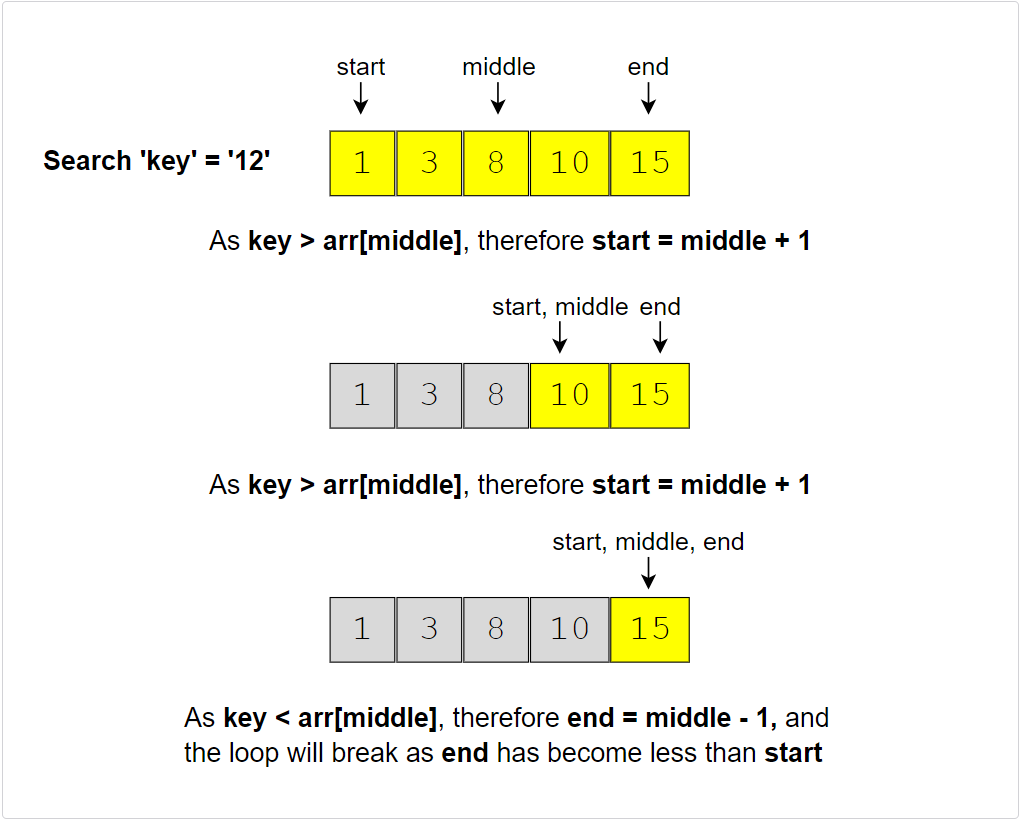 start middle end
Search 'key' = '12'
1 3 8 10 15
As key > arr[middle], therefore start = middle + 1
start, middle end
1 3 8 10 15
As key > arr[middle], therefore start = middle + 1
start, middle, end
1 3 8 10 15
As key < arr[middle], therefore end = middle - 1, and
the loop will break as end has become less than start